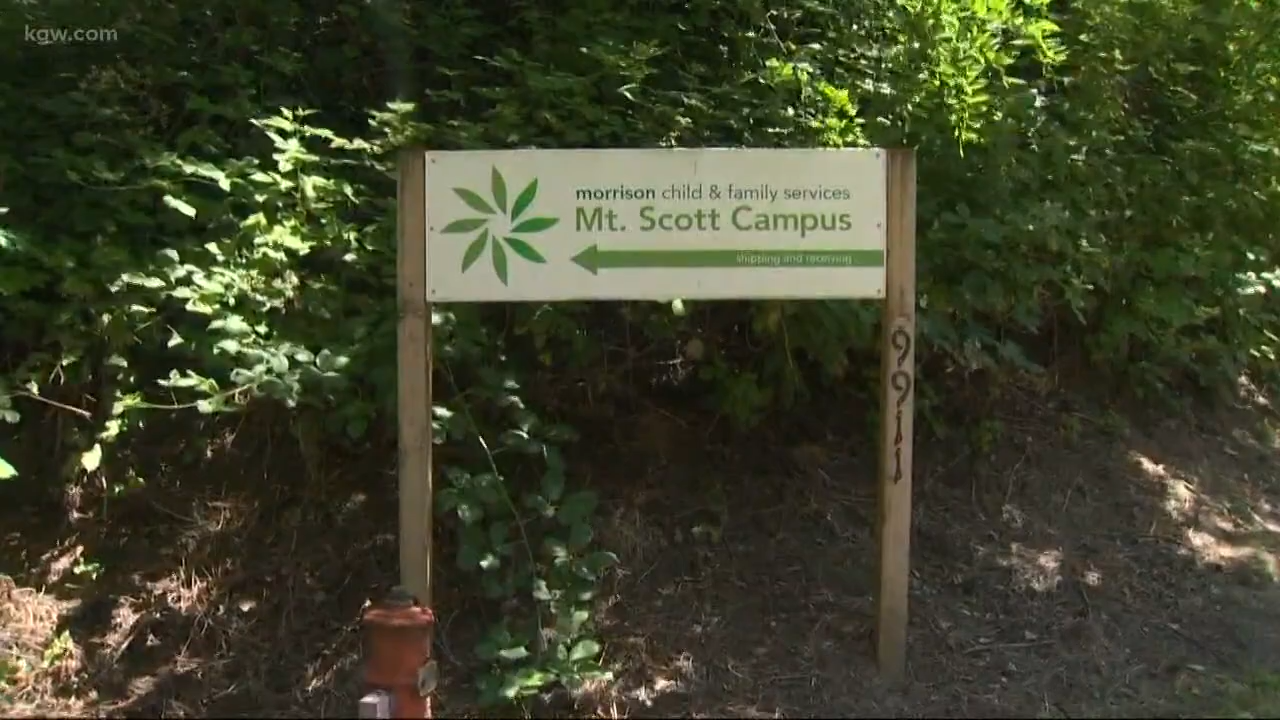 kgw.com
morrison child & family services
Mt. Scott Campus
shipping and receiving
9911